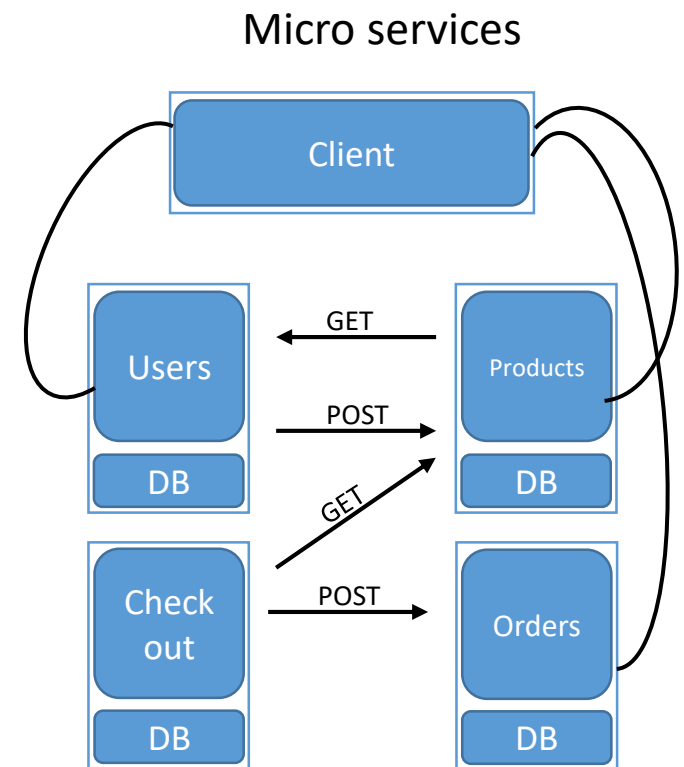 Micro services
Client
Users
GET
Products
POST
DB
DB
GET
Check
out
POST
Orders
DB
DB